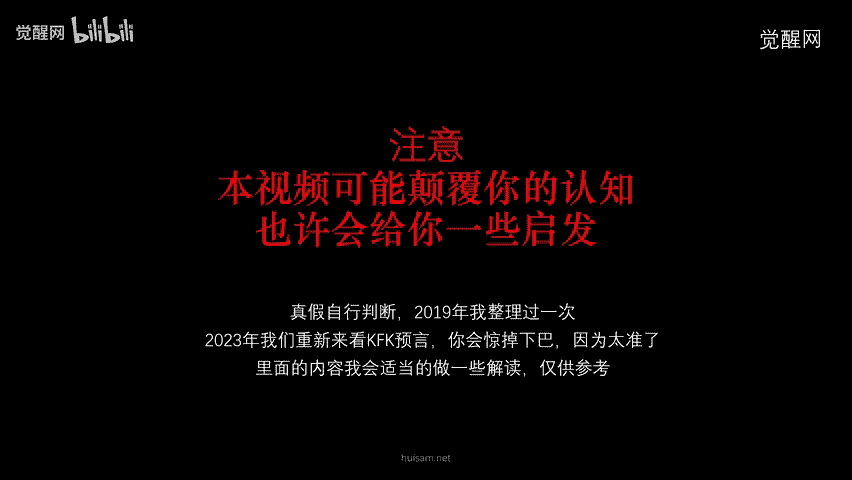 觉醒网 bilibili
觉醒网
注意
本视频可能颠覆你的认知
也许会给你一些启发
真假自行判断，2019年我整理过一次
2023年我们重新来看KFK预言，你会惊掉下巴，因为太准了
里面的内容我会适当的做一些解读，仅供参考
huisam.net